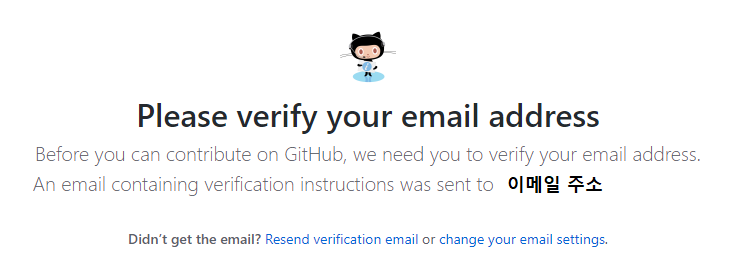 Please verify your email address
Before you can contribute on GitHub, we need you to verify your email address.
An email containing verification instructions was sent to 이메일 주소
Didn't get the email? Resend verification email or change your email settings.